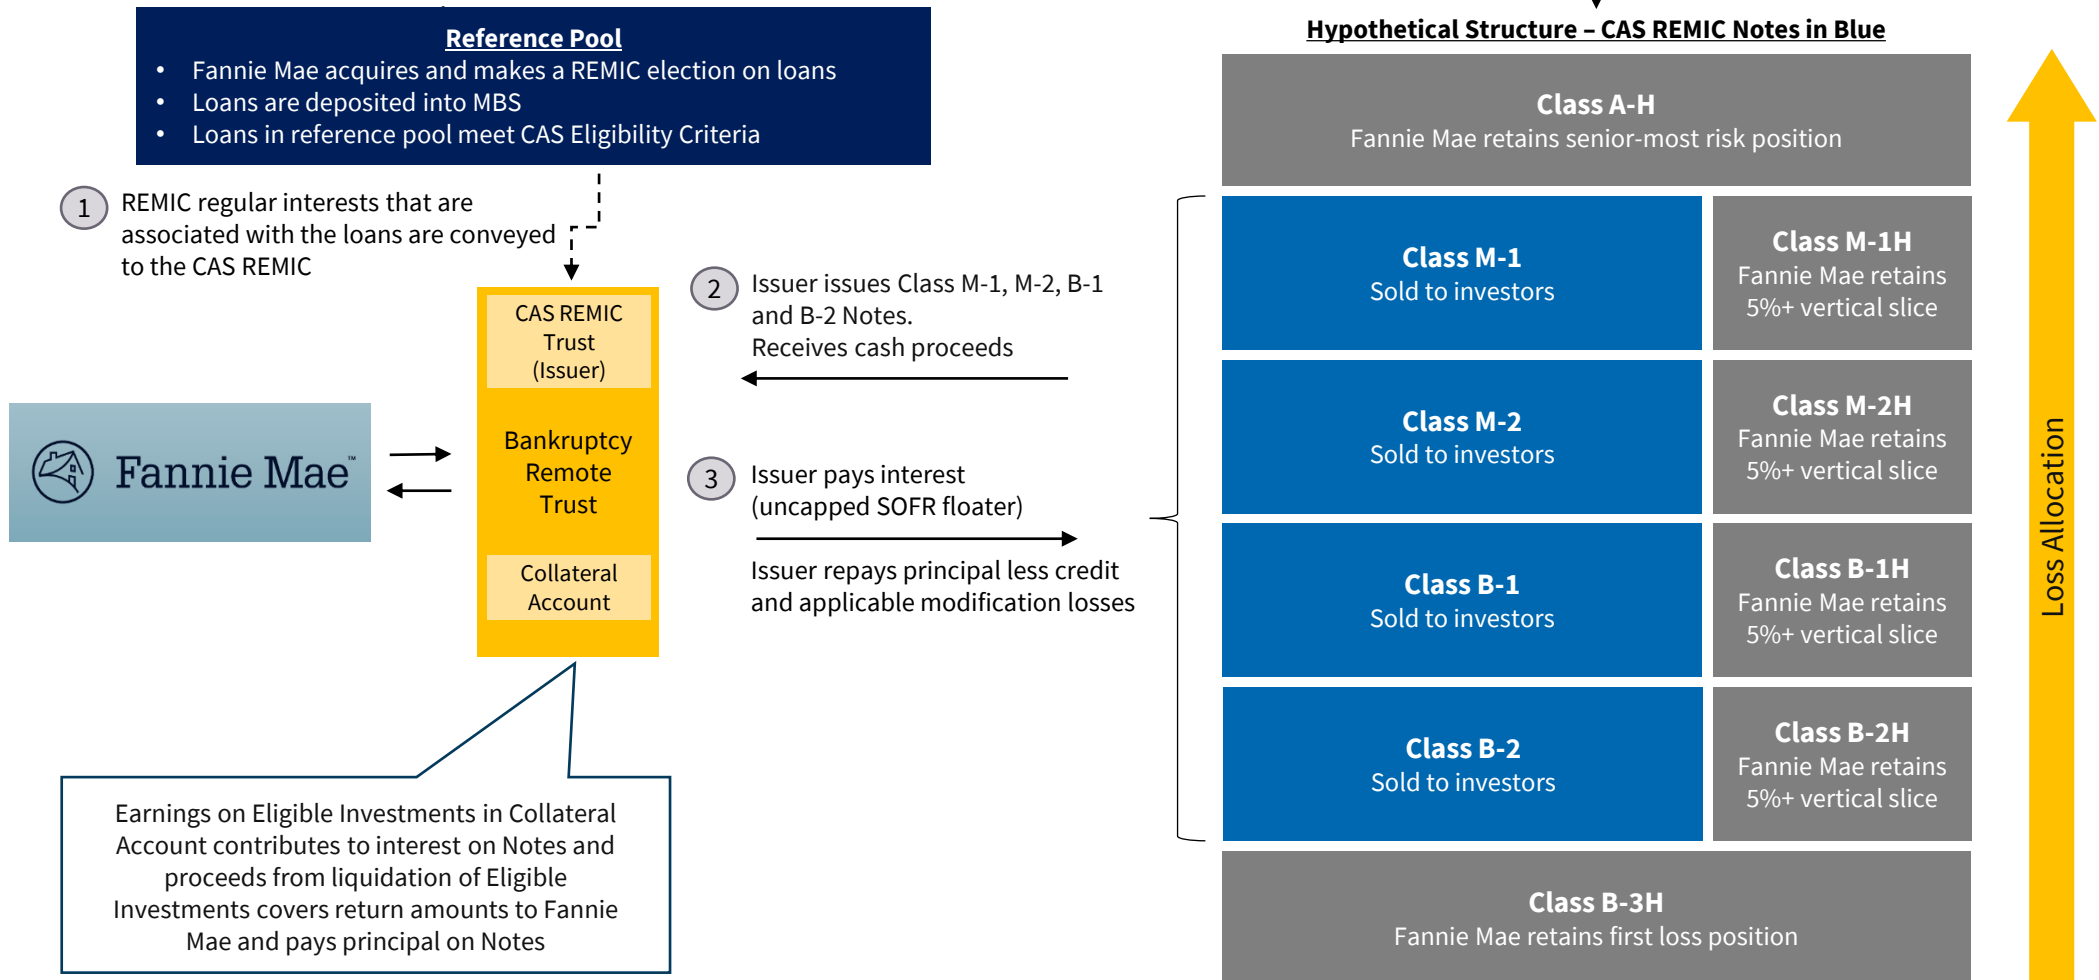 Reference Pool
• Fannie Mae acquires and makes a REMIC election on loans
• Loans are deposited into MBS
• Loans in reference pool meet CAS Eligibility Criteria
1
REMIC regular interests that are
associated with the loans are conveyed
to the CAS REMIC
CAS REMIC
Trust
(Issuer)
Bankruptcy
Remote
Trust
Collateral
Account
Fannie Mae™
2
Issuer issues Class M-1, M-2, B-1
and B-2 Notes.
Receives cash proceeds
3
Issuer pays interest
(uncapped SOFR floater)
Issuer repays principal less credit
and applicable modification losses
Earnings on Eligible Investments in Collateral
Account contributes to interest on Notes and
proceeds from liquidation of Eligible
Investments covers return amounts to Fannie
Mae and pays principal on Notes
Hypothetical Structure – CAS REMIC Notes in Blue
Class A-H
Fannie Mae retains senior-most risk position
Class M-1
Sold to investors
Class M-1H
Fannie Mae retains
5%+ vertical slice
Class M-2
Sold to investors
Class M-2H
Fannie Mae retains
5%+ vertical slice
Class B-1
Sold to investors
Class B-1H
Fannie Mae retains
5%+ vertical slice
Class B-2
Sold to investors
Class B-2H
Fannie Mae retains
5%+ vertical slice
Class B-3H
Fannie Mae retains first loss position
Loss Allocation